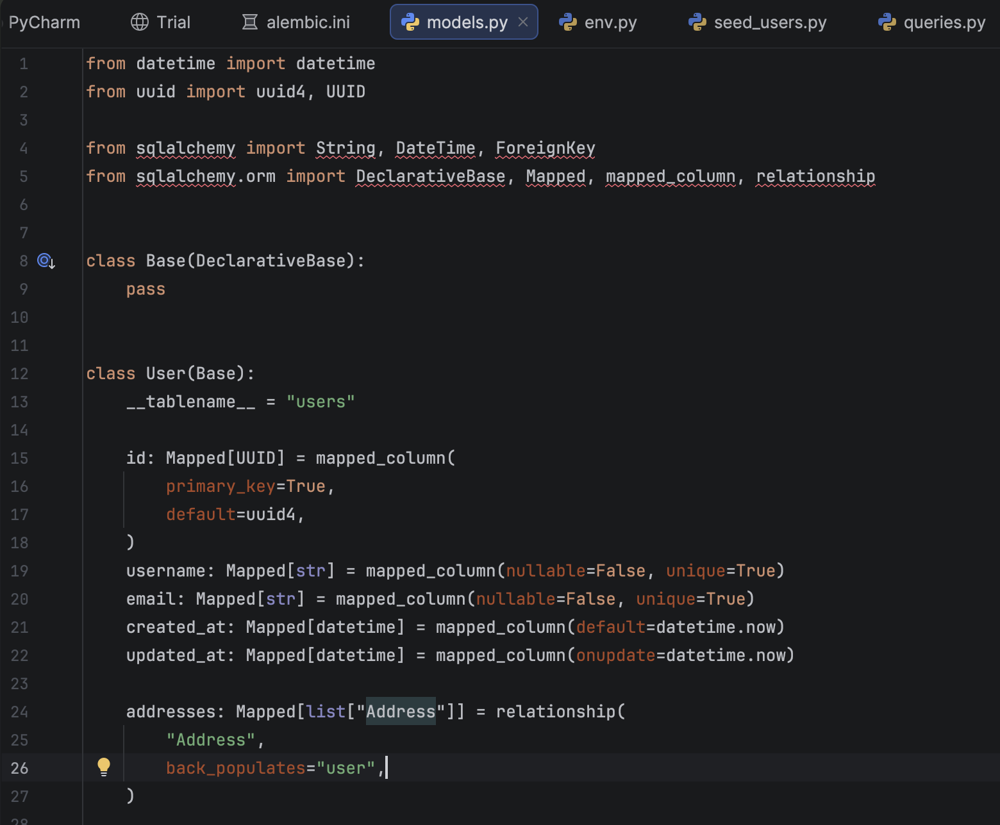 PyCharm Trial alembic.ini models.py env.py seed_users.py queries.py
1 from datetime import datetime
2 from uuid import uuid4, UUID
3
4 from sqlalchemy import String, DateTime, ForeignKey
5 from sqlalchemy.orm import DeclarativeBase, Mapped, mapped_column, relationship
6
7
8 class Base(DeclarativeBase):
9     pass
10
11
12 class User(Base):
13     __tablename__ = "users"
14
15     id: Mapped[UUID] = mapped_column(
16         primary_key=True,
17         default=uuid4,
18     )
19     username: Mapped[str] = mapped_column(nullable=False, unique=True)
20     email: Mapped[str] = mapped_column(nullable=False, unique=True)
21     created_at: Mapped[datetime] = mapped_column(default=datetime.now)
22     updated_at: Mapped[datetime] = mapped_column(onupdate=datetime.now)
23
24     addresses: Mapped[list["Address"]] = relationship(
25         "Address",
26         back_populates="user",
27     )
28